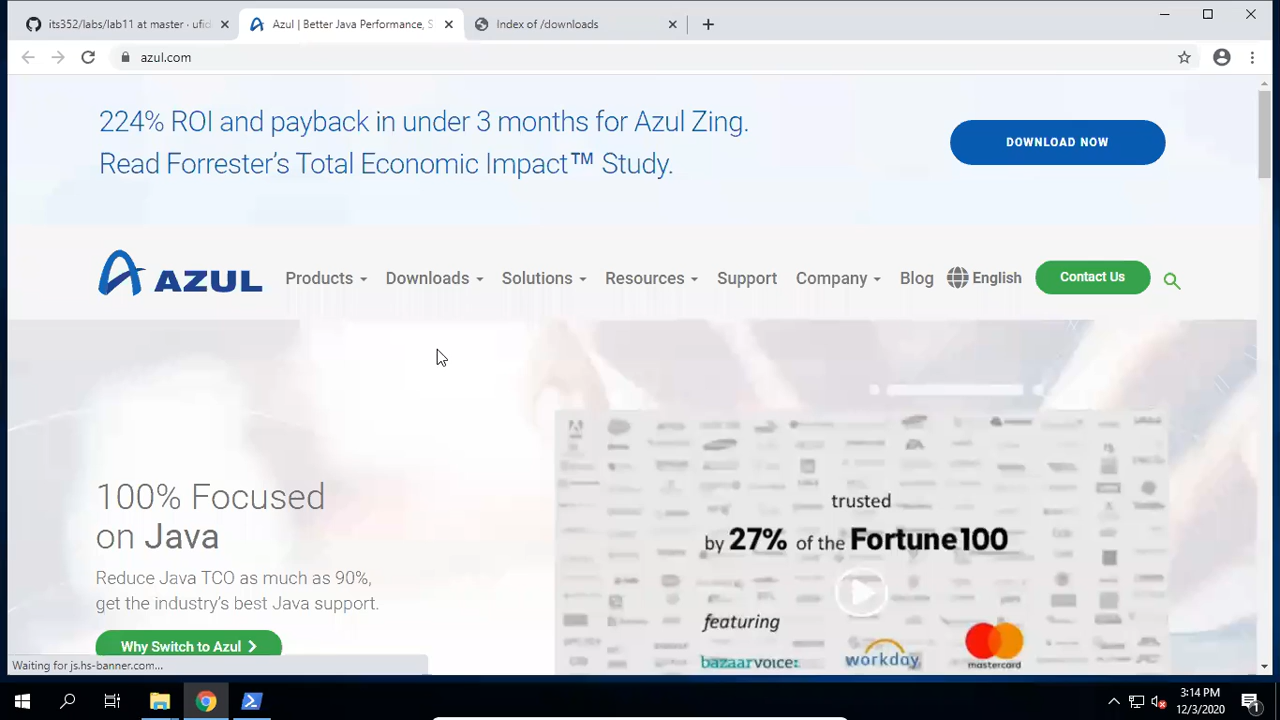 its352/labs/lab11 at master · ufid
Azul | Better Java Performance, S
Index of /downloads
azul.com
224% ROI and payback in under 3 months for Azul Zing.
Read Forrester's Total Economic Impact™ Study.
DOWNLOAD NOW
AZUL
Products
Downloads
Solutions
Resources
Support
Company
Blog
English
Contact Us
100% Focused
on Java
Reduce Java TCO as much as 90%,
get the industry's best Java support.
Why Switch to Azul
trusted
by 27% of the Fortune100
featuring
bazaarvoice:
workday
mastercard
Waiting for js.hs-banner.com...
3:14 PM
12/3/2020
1